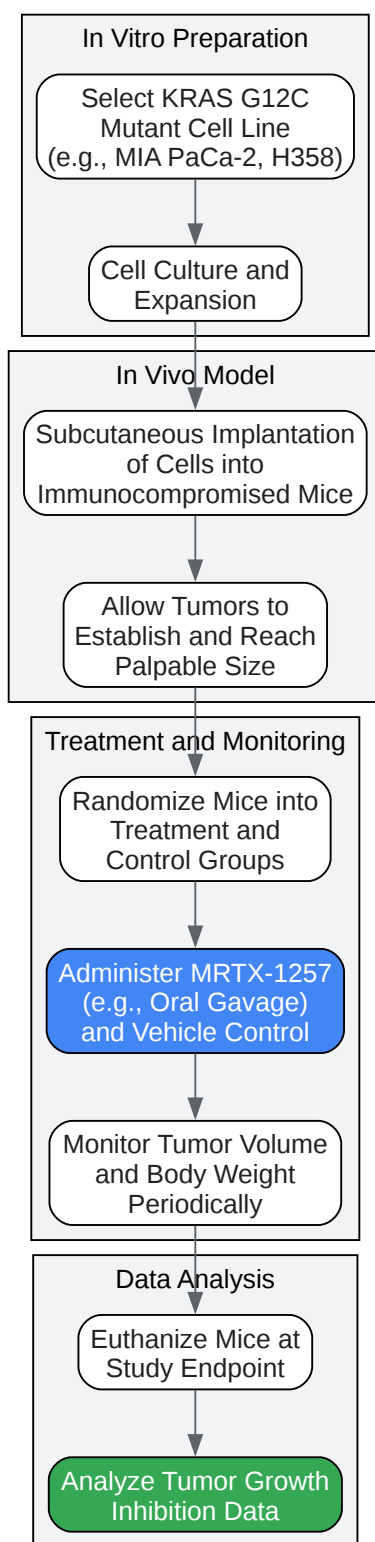 In Vitro Preparation
Select KRAS G12C
Mutant Cell Line
(e.g., MIA PaCa-2, H358)
Cell Culture and
Expansion
In Vivo Model
Subcutaneous Implantation
of Cells into
Immunocompromised Mice
Allow Tumors to
Establish and Reach
Palpable Size
Treatment and Monitoring
Randomize Mice into
Treatment and
Control Groups
Administer MRTX-1257
(e.g., Oral Gavage)
and Vehicle Control
Monitor Tumor Volume
and Body Weight
Periodically
Data Analysis
Euthanize Mice at
Study Endpoint
Analyze Tumor Growth
Inhibition Data